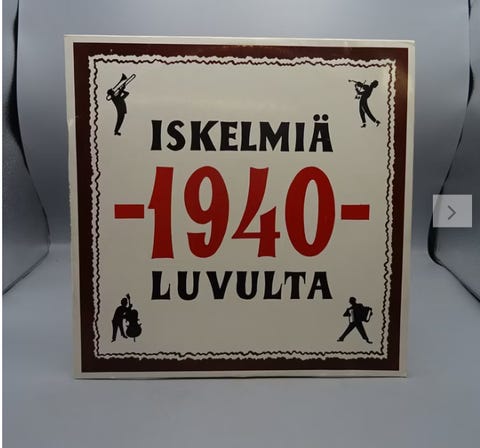 ISKELMIÄ
-1940-
LUVULTA